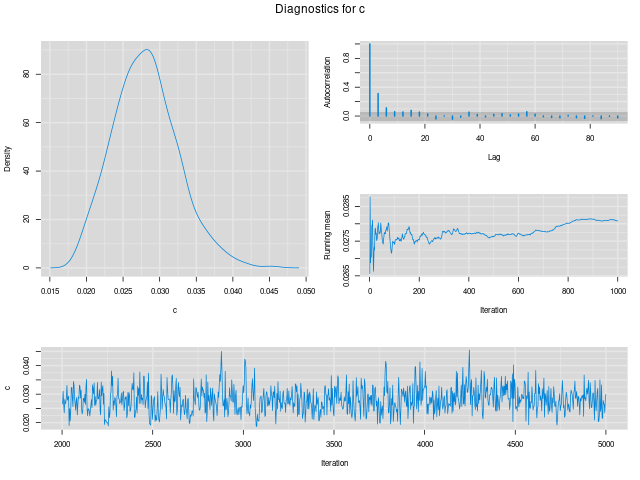 Diagnostics for c
Density
0 20 40 60 80
0.015 0.020 0.025 0.030 0.035 0.040 0.045 0.050
c
Autocorrelation
0.0 0.4 0.8
0 20 40 60 80
Lag
Running mean
0.0265 0.0275 0.0285
0 200 400 600 800 1000
Iteration
c
0.020 0.030 0.040
2000 2500 3000 3500 4000 4500 5000
Iteration